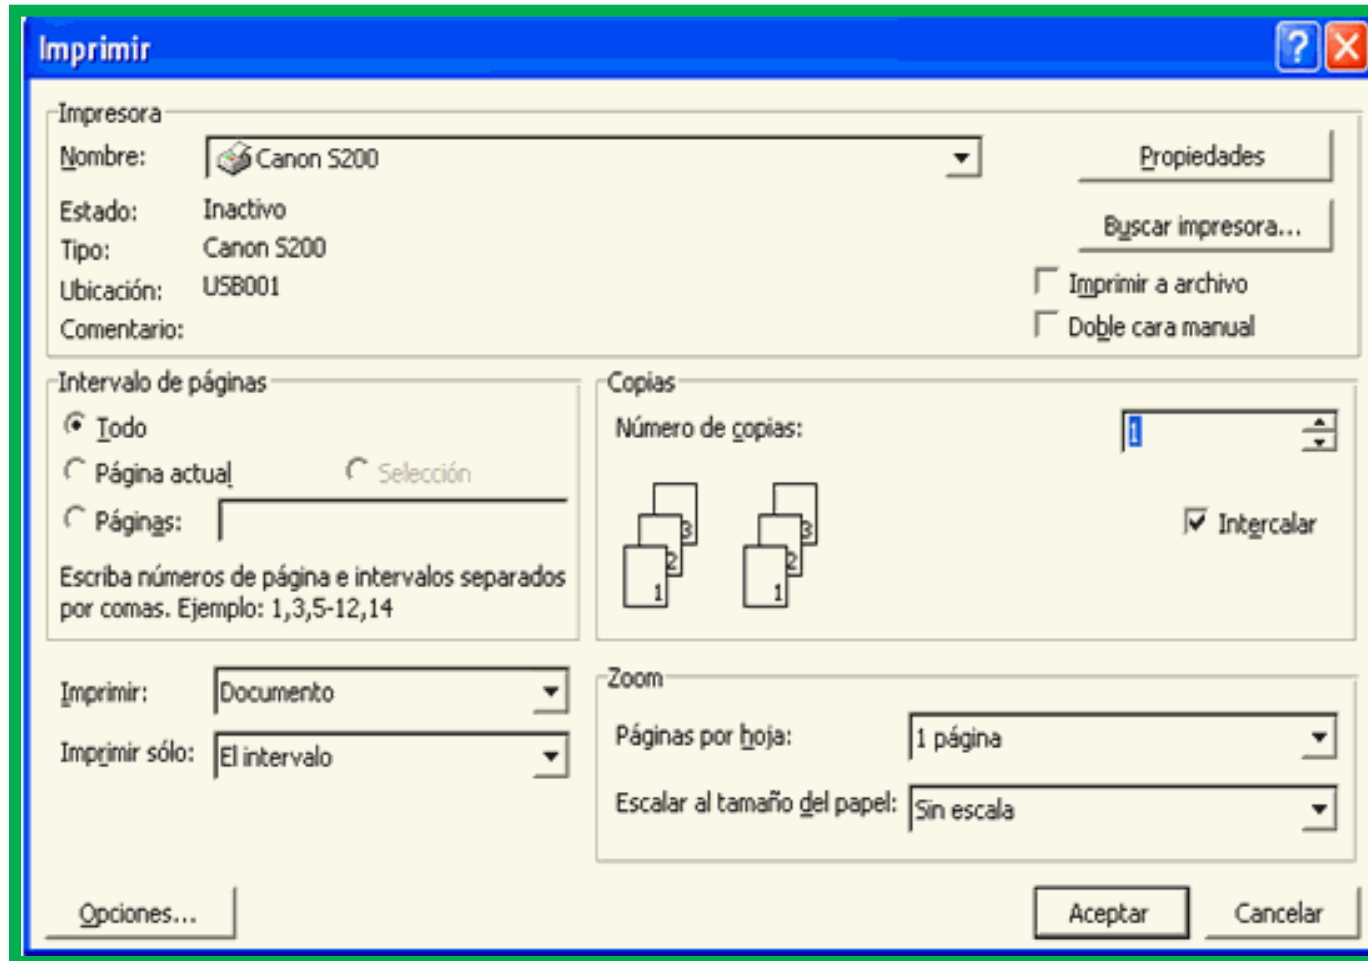 Imprimir
Impresora
Nombre: Canon S200 Propiedades
Estado: Inactivo
Buscar impresora...
Tipo: Canon S200
Ubicación: USB001
Imprimir a archivo
Comentario:
Doble cara manual
Intervalo de páginas
Todo
Página actual Selección
Páginas:
Escriba números de página e intervalos separados
por comas. Ejemplo: 1,3,5-12,14
Copias
Número de copias: 1
3 3
2 2
1 1
Intercalar
Imprimir: Documento
Imprimir sólo: El intervalo
Zoom
Páginas por hoja: 1 página
Escalar al tamaño del papel: Sin escala
Opciones... Aceptar Cancelar